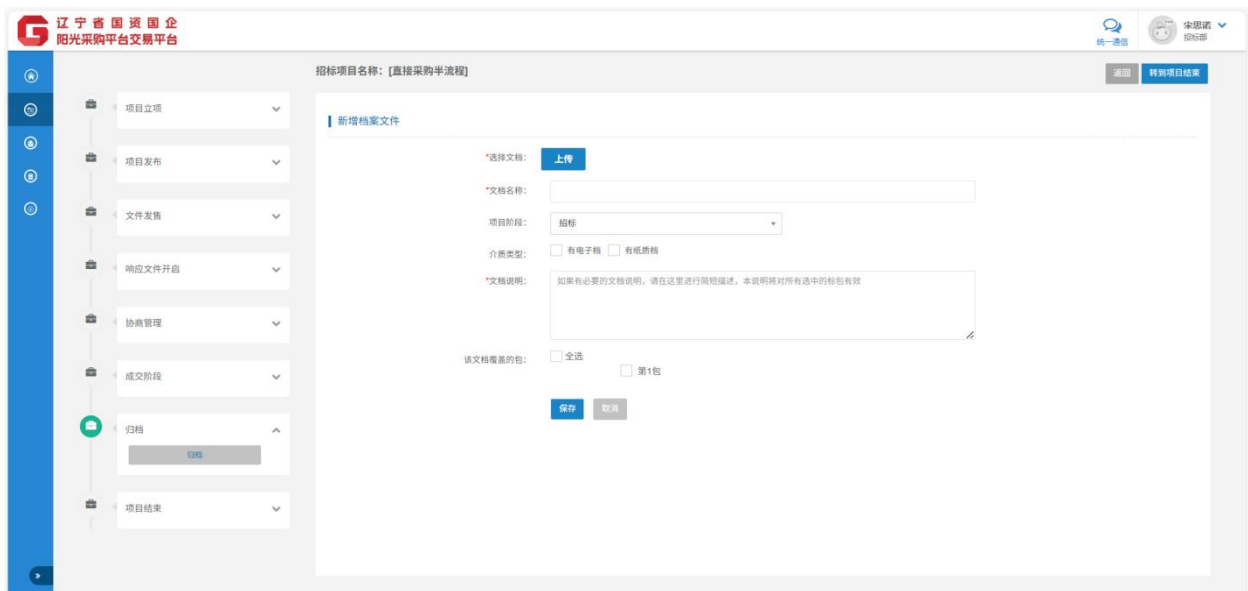 辽宁省国资国企
阳光采购平台交易平台
统一通信
宋思诺
招标部
招标项目名称：[直接采购半流程]
返回
转到项目结束
项目立项
项目发布
文件发售
响应文件开启
协商管理
成交阶段
归档
归档
项目结束
新增档案文件
*选择文档：
上传
*文档名称：
项目阶段：
招标
介质类型：
有电子档 有纸质档
*文档说明：
如果有必要的文档说明，请在这里进行简短描述，本说明将对所有选中的标包有效
该文档覆盖的包：
全选
第1包
保存 取消